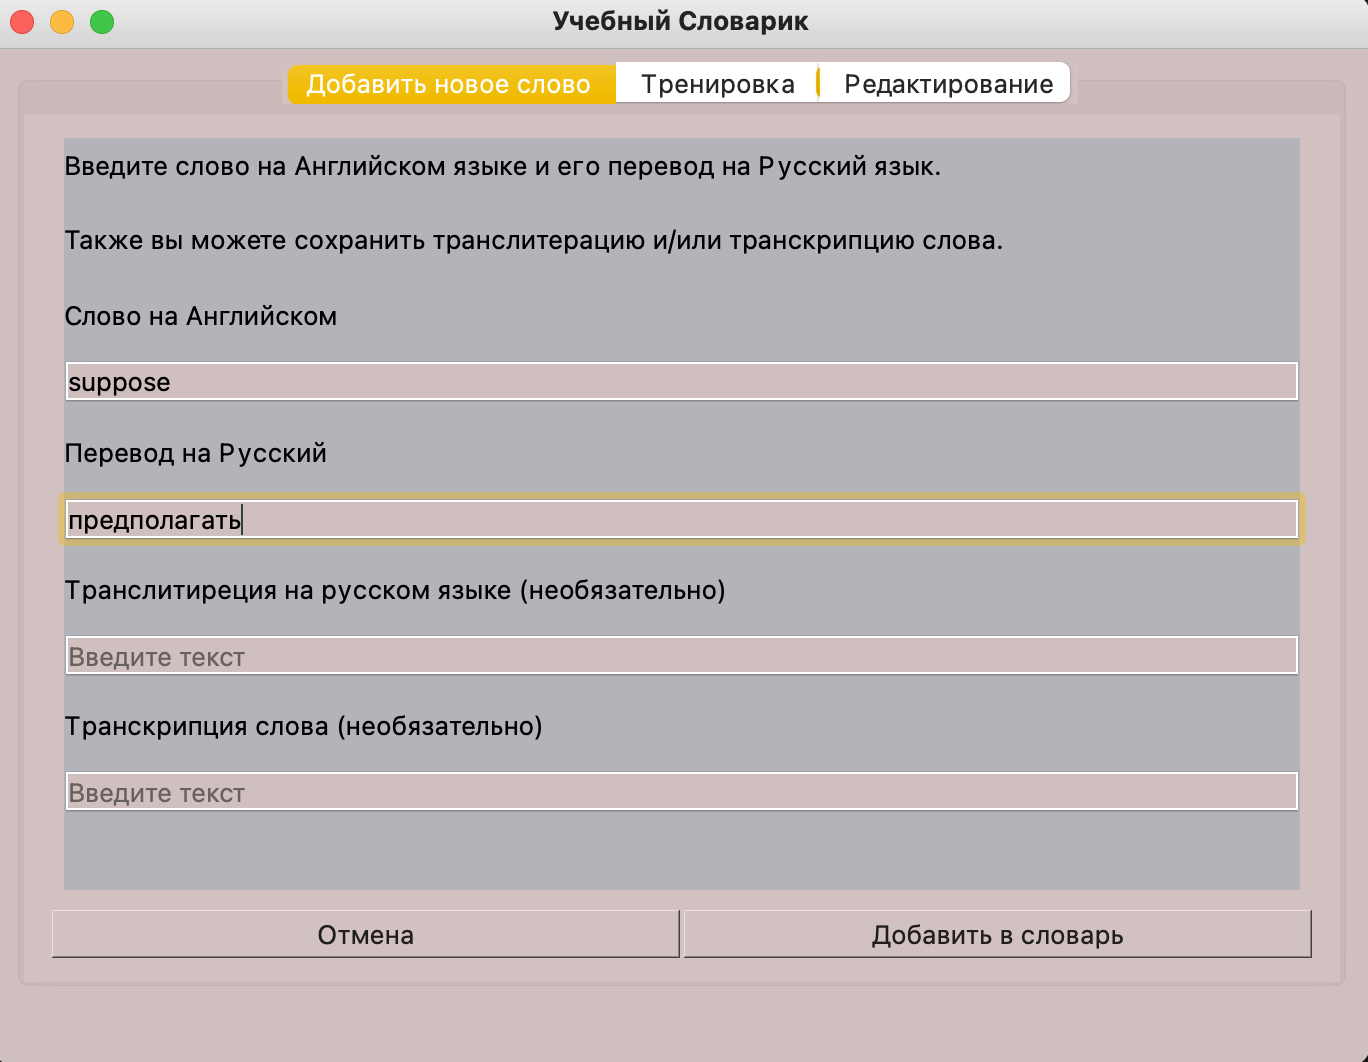 Учебный Словарик
Добавить новое слово Тренировка Редактирование
Введите слово на Английском языке и его перевод на Русский язык.
Также вы можете сохранить транслитерацию и/или транскрипцию слова.
Слово на Английском
suppose
Перевод на Русский
предполагать
Транслитиреция на русском языке (необязательно)
Введите текст
Транскрипция слова (необязательно)
Введите текст
Отмена Добавить в словарь